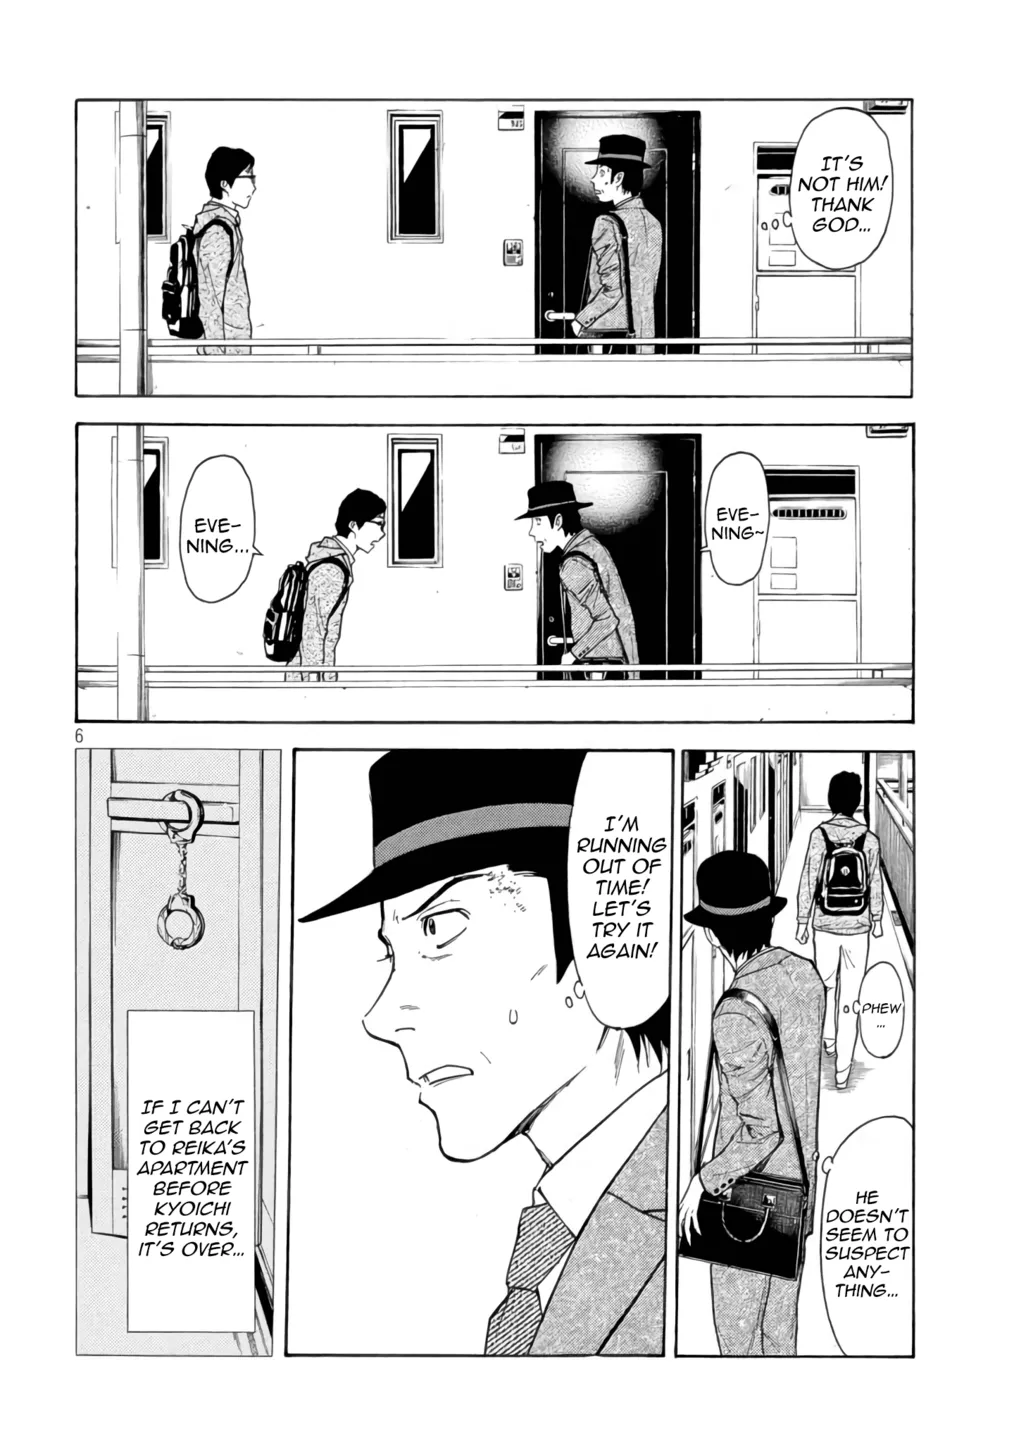 IT'S
NOT HIM!
THANK
GOD...
EVE-
NING~
EVE-
NING...
6
PHEW
...
HE
DOESN'T
SEEM TO
SUSPECT
ANY-
THING...
I'M
RUNNING
OUT OF
TIME!
LET'S
TRY IT
AGAIN!
IF I CAN'T
GET BACK
TO REIKA'S
APARTMENT
BEFORE
KYOICHI
RETURNS,
IT'S OVER...